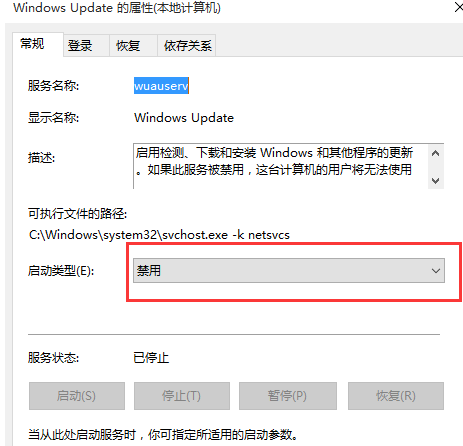 Windows Update 的属性(本地计算机)
常规 登录 恢复 依存关系
服务名称: wuauserv
显示名称: Windows Update
描述: 启用检测、下载和安装 Windows 和其他程序的更新
。如果此服务被禁用，这台计算机的用户将无法使用
可执行文件的路径:
C:\Windows\system32\svchost.exe -k netsvcs
启动类型(E): 禁用
服务状态: 已停止
启动(S) 停止(T) 暂停(P) 恢复(R)
当从此处启动服务时，你可指定所适用的启动参数。